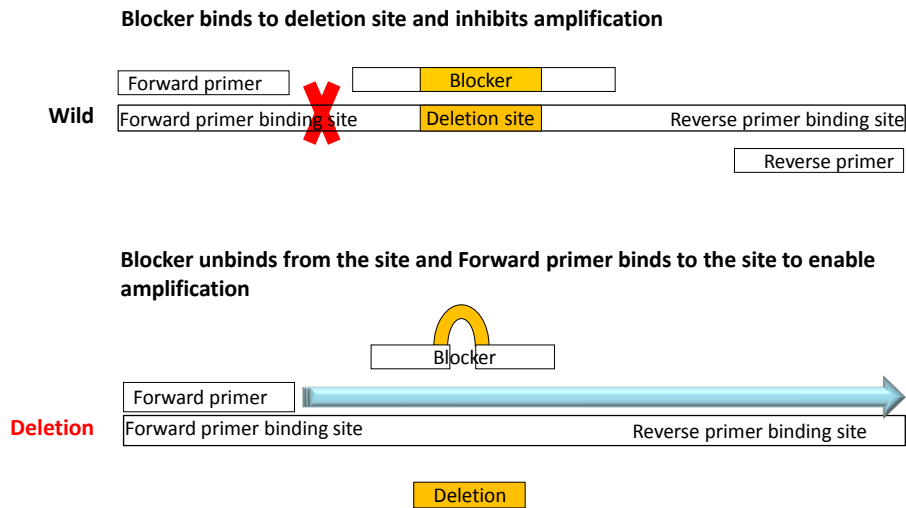 Blocker binds to deletion site and inhibits amplification
Forward primer
Blocker
Wild
Forward primer binding site
Deletion site
Reverse primer binding site
Reverse primer
Blocker unbinds from the site and Forward primer binds to the site to enable
amplification
Blocker
Forward primer
Deletion
Forward primer binding site
Reverse primer binding site
Deletion